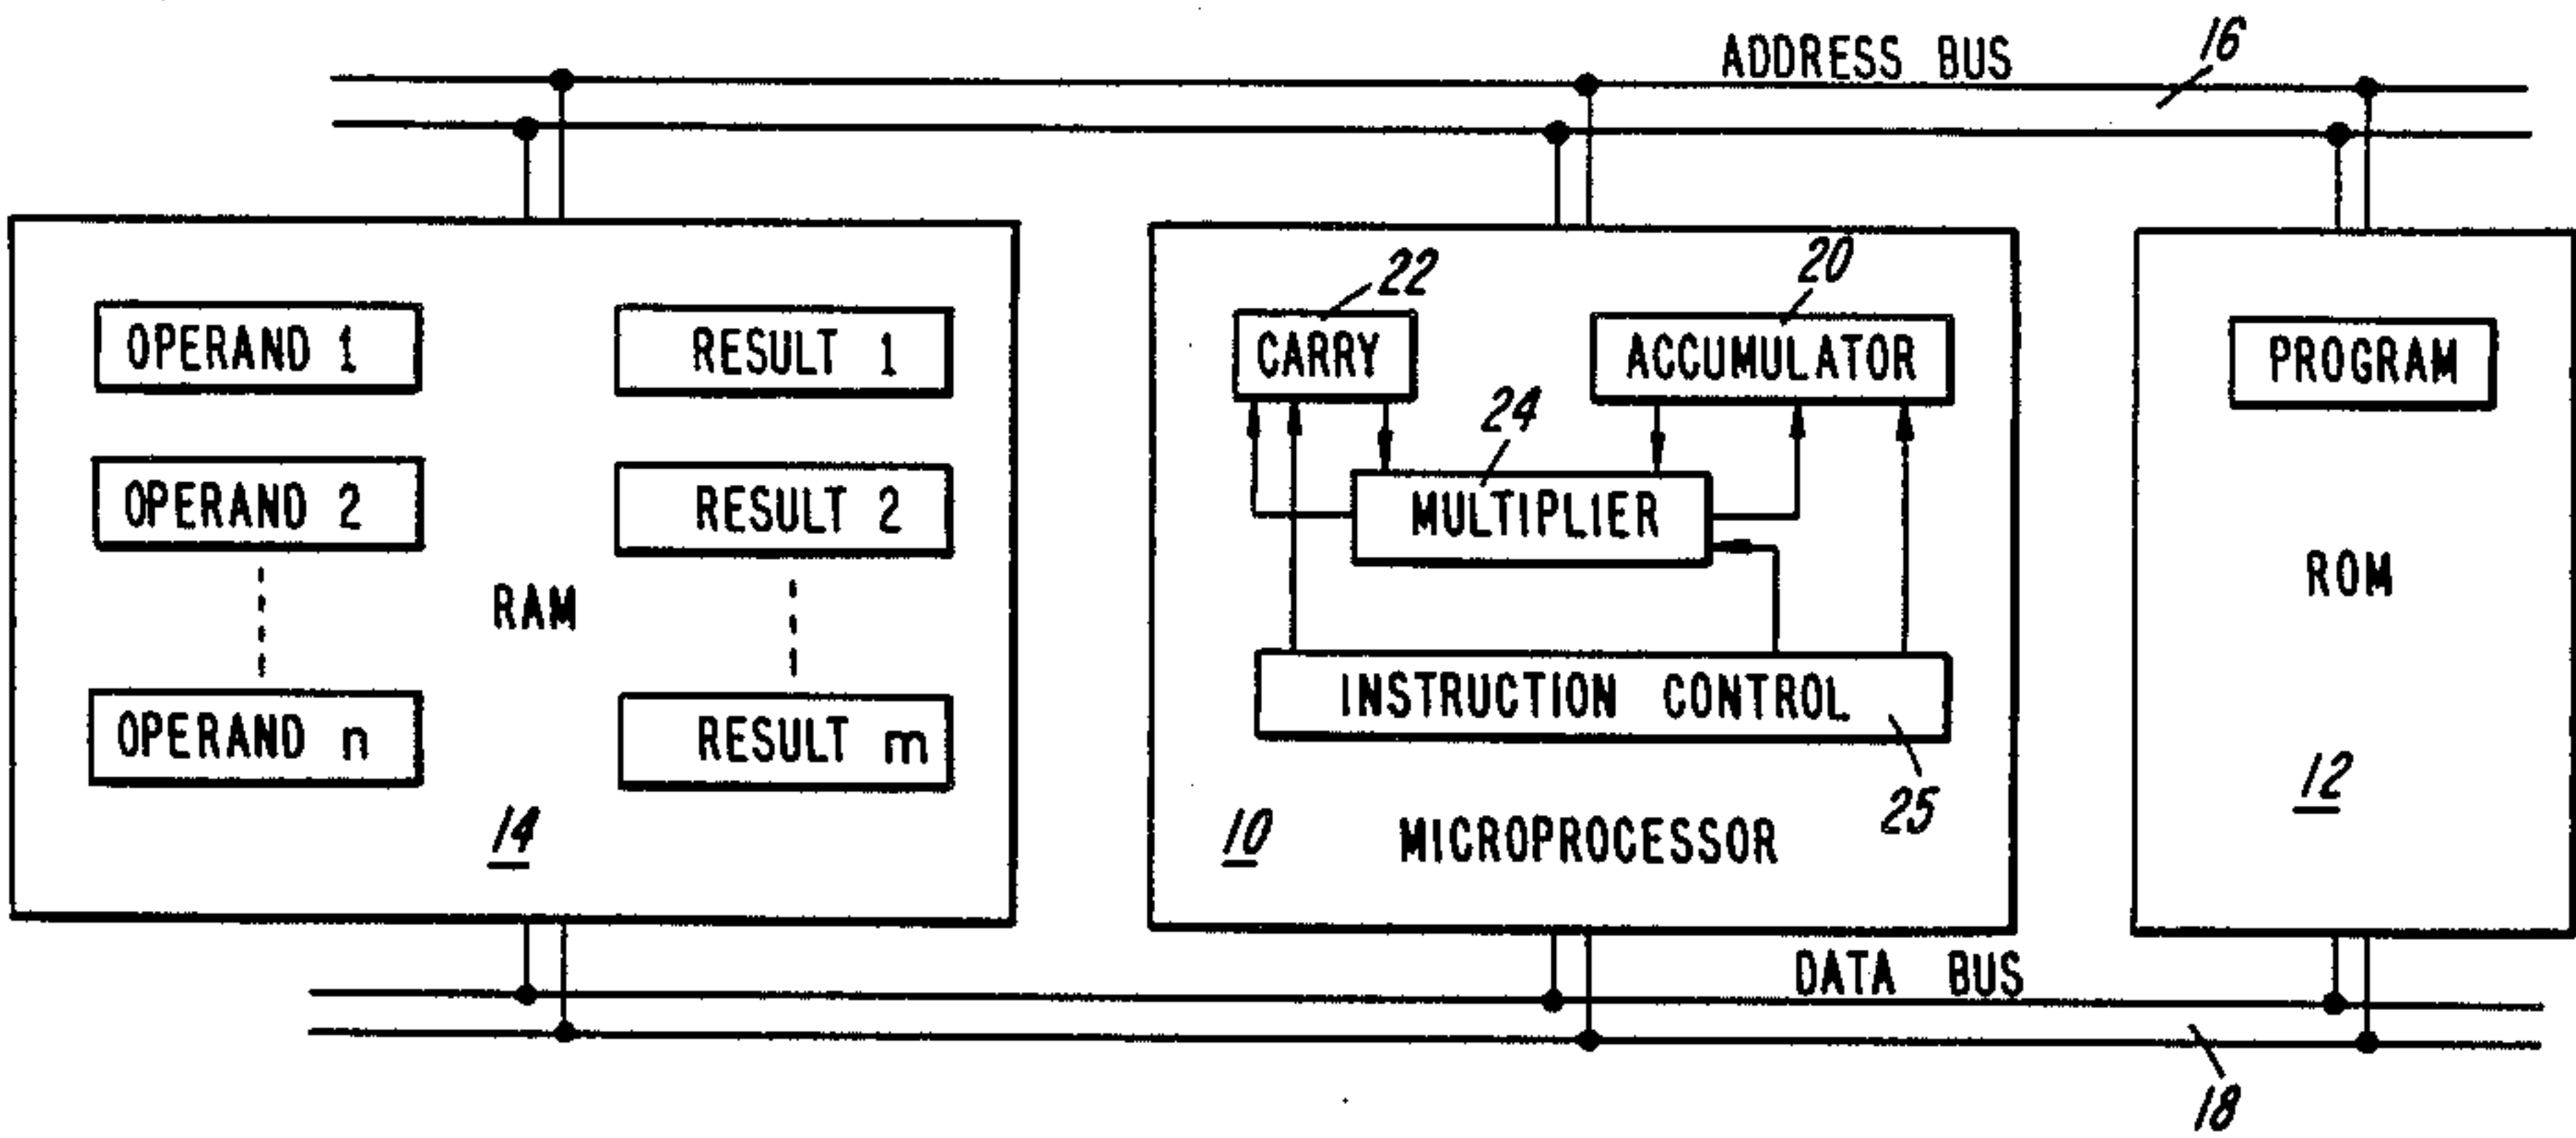 ADDRESS BUS
16
OPERAND 1
RESULT 1
OPERAND 2
RESULT 2
RAM
OPERAND n
RESULT m
14
22
20
CARRY
ACCUMULATOR
24
MULTIPLIER
INSTRUCTION CONTROL
25
10
MICROPROCESSOR
PROGRAM
ROM
12
DATA BUS
18